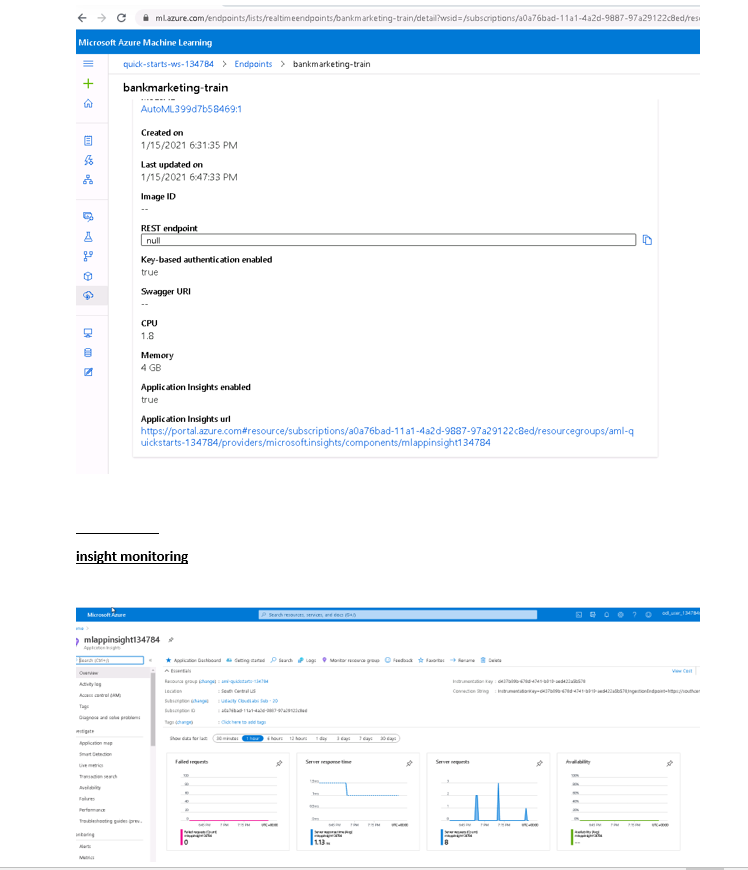 ml.azure.com/endpoints/lists/realtimeendpoints/bankmarketing-train/detail?wsid=/subscriptions/a0a76bad-11a1-4a2d-9887-97a29122c8ed/res
Microsoft Azure Machine Learning
quick-starts-ws-134784 > Endpoints > bankmarketing-train
bankmarketing-train
AutoML399d7b58469:1
Created on
1/15/2021 6:31:35 PM
Last updated on
1/15/2021 6:47:33 PM
Image ID
--
REST endpoint
null
Key-based authentication enabled
true
Swagger URI
--
CPU
1.8
Memory
4 GB
Application Insights enabled
true
Application Insights url
https://portal.azure.com#resource/subscriptions/a0a76bad-11a1-4a2d-9887-97a29122c8ed/resourcegroups/aml-q
uickstarts-134784/providers/microsoft.insights/components/mlappinsight134784
insight monitoring
Microsoft Azure
Search resources, services, and docs (G+/)
mlappinsight134784
Application Insights
Search (Ctrl+/)
Application Dashboard Getting started Search Logs Monitor resource group Feedback Favorites Rename Delete
Overview
Activity log
Access control (IAM)
Tags
Diagnose and solve problems
Application map
Smart Detection
Live metrics
Transaction search
Availability
Failures
Performance
Troubleshooting guides (prev...
Alerts
Metrics
Essentials
View Cost
Resource group (change) : aml-quickstarts-134784
Location : South Central US
Subscription (change)
Subscription ID : a0a76bad-11a1-4a2d-9887-97a29122c8ed
Tags (change) : Click here to add tags
Instrumentation Key
Connection String
Show data for last: 30 minutes 1 hour 6 hours 12 hours 1 day 3 days 7 days 30 days
Failed requests
0
Server response time
1.13 ms
Server requests
8
Availability
--